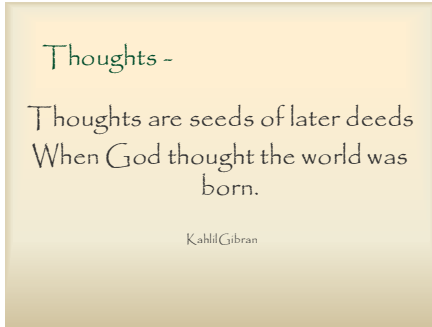 Thoughts -
Thoughts are seeds of later deeds
When God thought the world was
born.
Kahlil Gibran